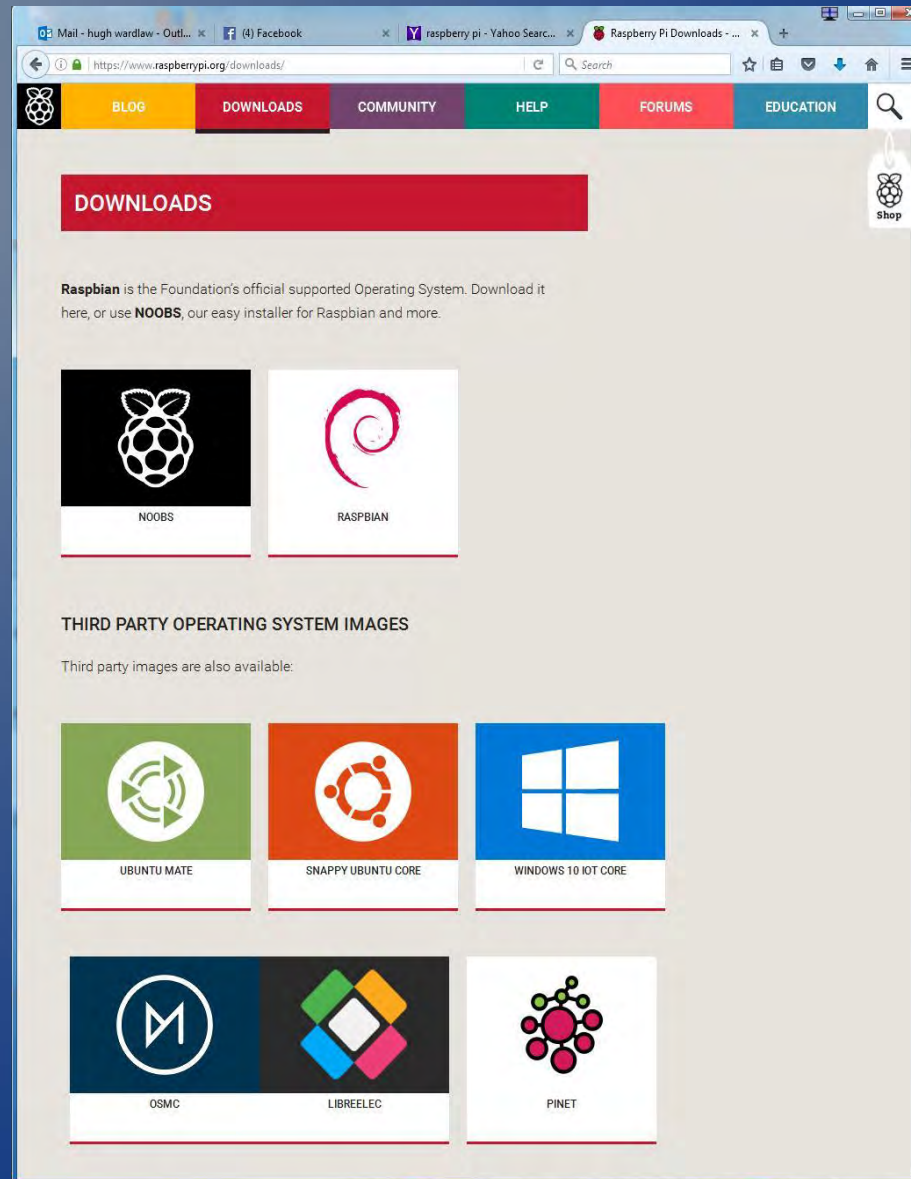 Mail - hugh wardlaw - Outl...
(4) Facebook
raspberry pi - Yahoo Searc...
Raspberry Pi Downloads - ...
https://www.raspberrypi.org/downloads/
Search
BLOG
DOWNLOADS
COMMUNITY
HELP
FORUMS
EDUCATION
Shop
DOWNLOADS
Raspbian is the Foundation's official supported Operating System. Download it
here, or use NOOBS, our easy installer for Raspbian and more.
NOOBS
RASPBIAN
THIRD PARTY OPERATING SYSTEM IMAGES
Third party images are also available:
UBUNTU MATE
SNAPPY UBUNTU CORE
WINDOWS 10 IOT CORE
OSMC
LIBREELEC
PINET